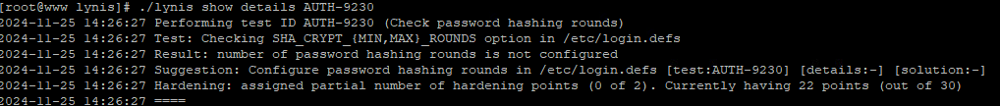 [root@www lynis]# ./lynis show details AUTH-9230
2024-11-25 14:26:27 Performing test ID AUTH-9230 (Check password hashing rounds)
2024-11-25 14:26:27 Test: Checking SHA_CRYPT_{MIN,MAX}_ROUNDS option in /etc/login.defs
2024-11-25 14:26:27 Result: number of password hashing rounds is not configured
2024-11-25 14:26:27 Suggestion: Configure password hashing rounds in /etc/login.defs [test:AUTH-9230] [details:-] [solution:-]
2024-11-25 14:26:27 Hardening: assigned partial number of hardening points (0 of 2). Currently having 22 points (out of 30)
2024-11-25 14:26:27 ====